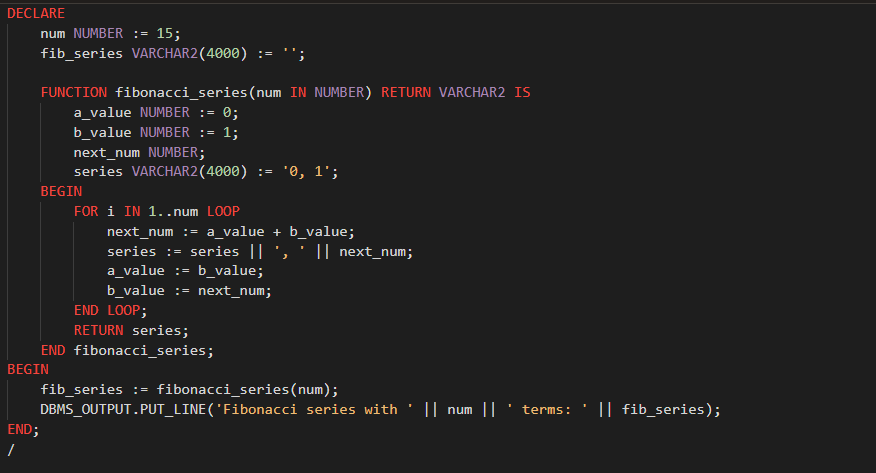 DECLARE
    num NUMBER := 15;
    fib_series VARCHAR2(4000) := '';

    FUNCTION fibonacci_series(num IN NUMBER) RETURN VARCHAR2 IS
        a_value NUMBER := 0;
        b_value NUMBER := 1;
        next_num NUMBER;
        series VARCHAR2(4000) := '0, 1';
    BEGIN
        FOR i IN 1..num LOOP
            next_num := a_value + b_value;
            series := series || ', ' || next_num;
            a_value := b_value;
            b_value := next_num;
        END LOOP;
        RETURN series;
    END fibonacci_series;
BEGIN
    fib_series := fibonacci_series(num);
    DBMS_OUTPUT.PUT_LINE('Fibonacci series with ' || num || ' terms: ' || fib_series);
END;
/